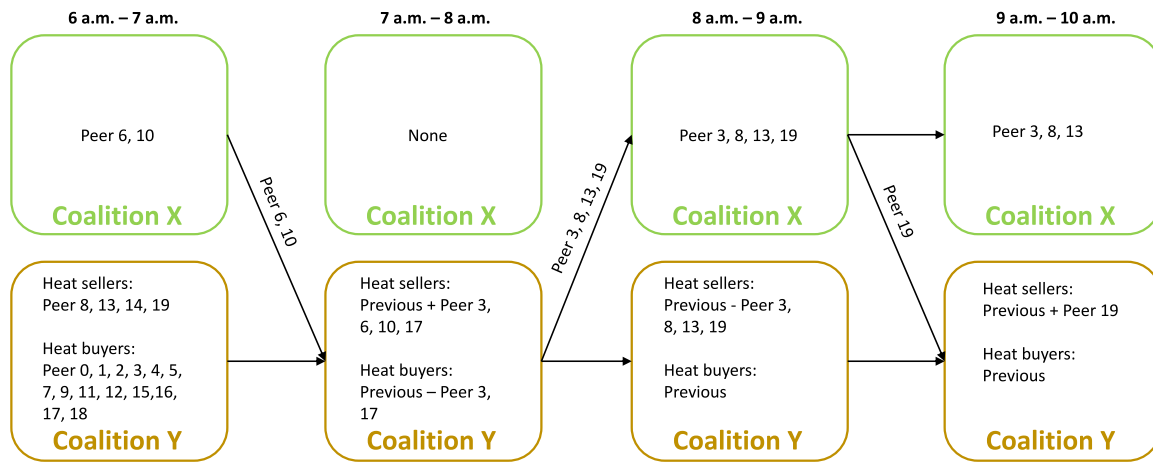 6 a.m. – 7 a.m.
7 a.m. – 8 a.m.
8 a.m. – 9 a.m.
9 a.m. – 10 a.m.
Peer 6, 10
Coalition X
None
Coalition X
Peer 3, 8, 13, 19
Coalition X
Peer 3, 8, 13
Coalition X
Peer 6, 10
Peer 3, 8, 13, 19
Peer 19
Heat sellers:
Peer 8, 13, 14, 19
Heat buyers:
Peer 0, 1, 2, 3, 4, 5,
7, 9, 11, 12, 15,16,
17, 18
Coalition Y
Heat sellers:
Previous + Peer 3,
6, 10, 17
Heat buyers:
Previous – Peer 3,
17
Coalition Y
Heat sellers:
Previous - Peer 3,
8, 13, 19
Heat buyers:
Previous
Coalition Y
Heat sellers:
Previous + Peer 19
Heat buyers:
Previous
Coalition Y